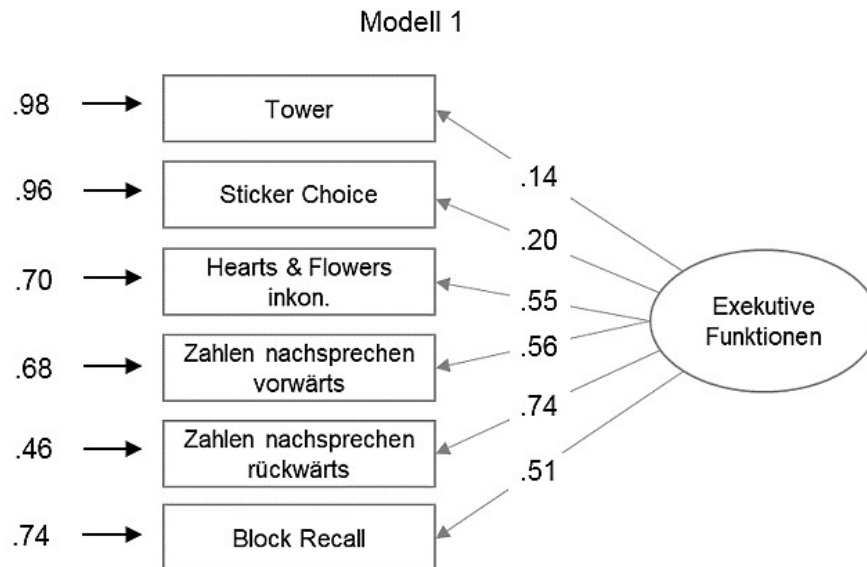 Modell 1
.98
Tower
.14
.96
Sticker Choice
.20
.70
Hearts & Flowers
inkon.
.55
Exekutive
Funktionen
.68
Zahlen nachsprechen
vorwärts
.56
.46
Zahlen nachsprechen
rückwärts
.74
.74
Block Recall
.51